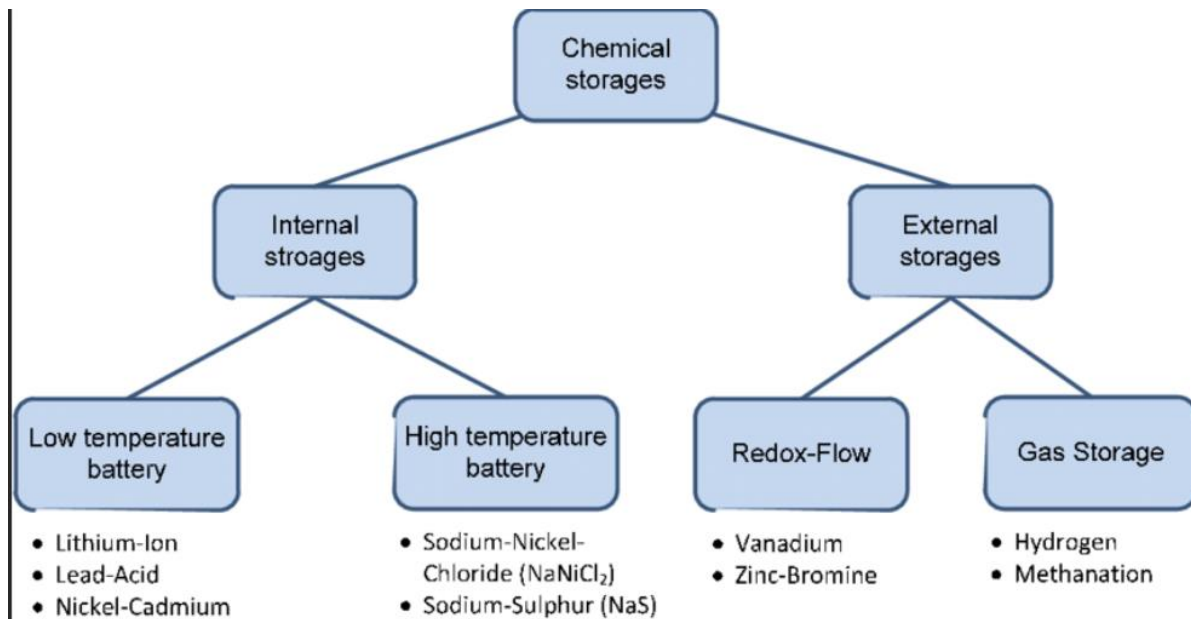 Chemical
storages
Internal
stroages
External
storages
Low temperature
battery
High temperature
battery
Redox-Flow
Gas Storage
• Lithium-Ion
• Lead-Acid
• Nickel-Cadmium
• Sodium-Nickel-
Chloride (NaNiCl₂)
• Sodium-Sulphur (NaS)
• Vanadium
• Zinc-Bromine
• Hydrogen
• Methanation